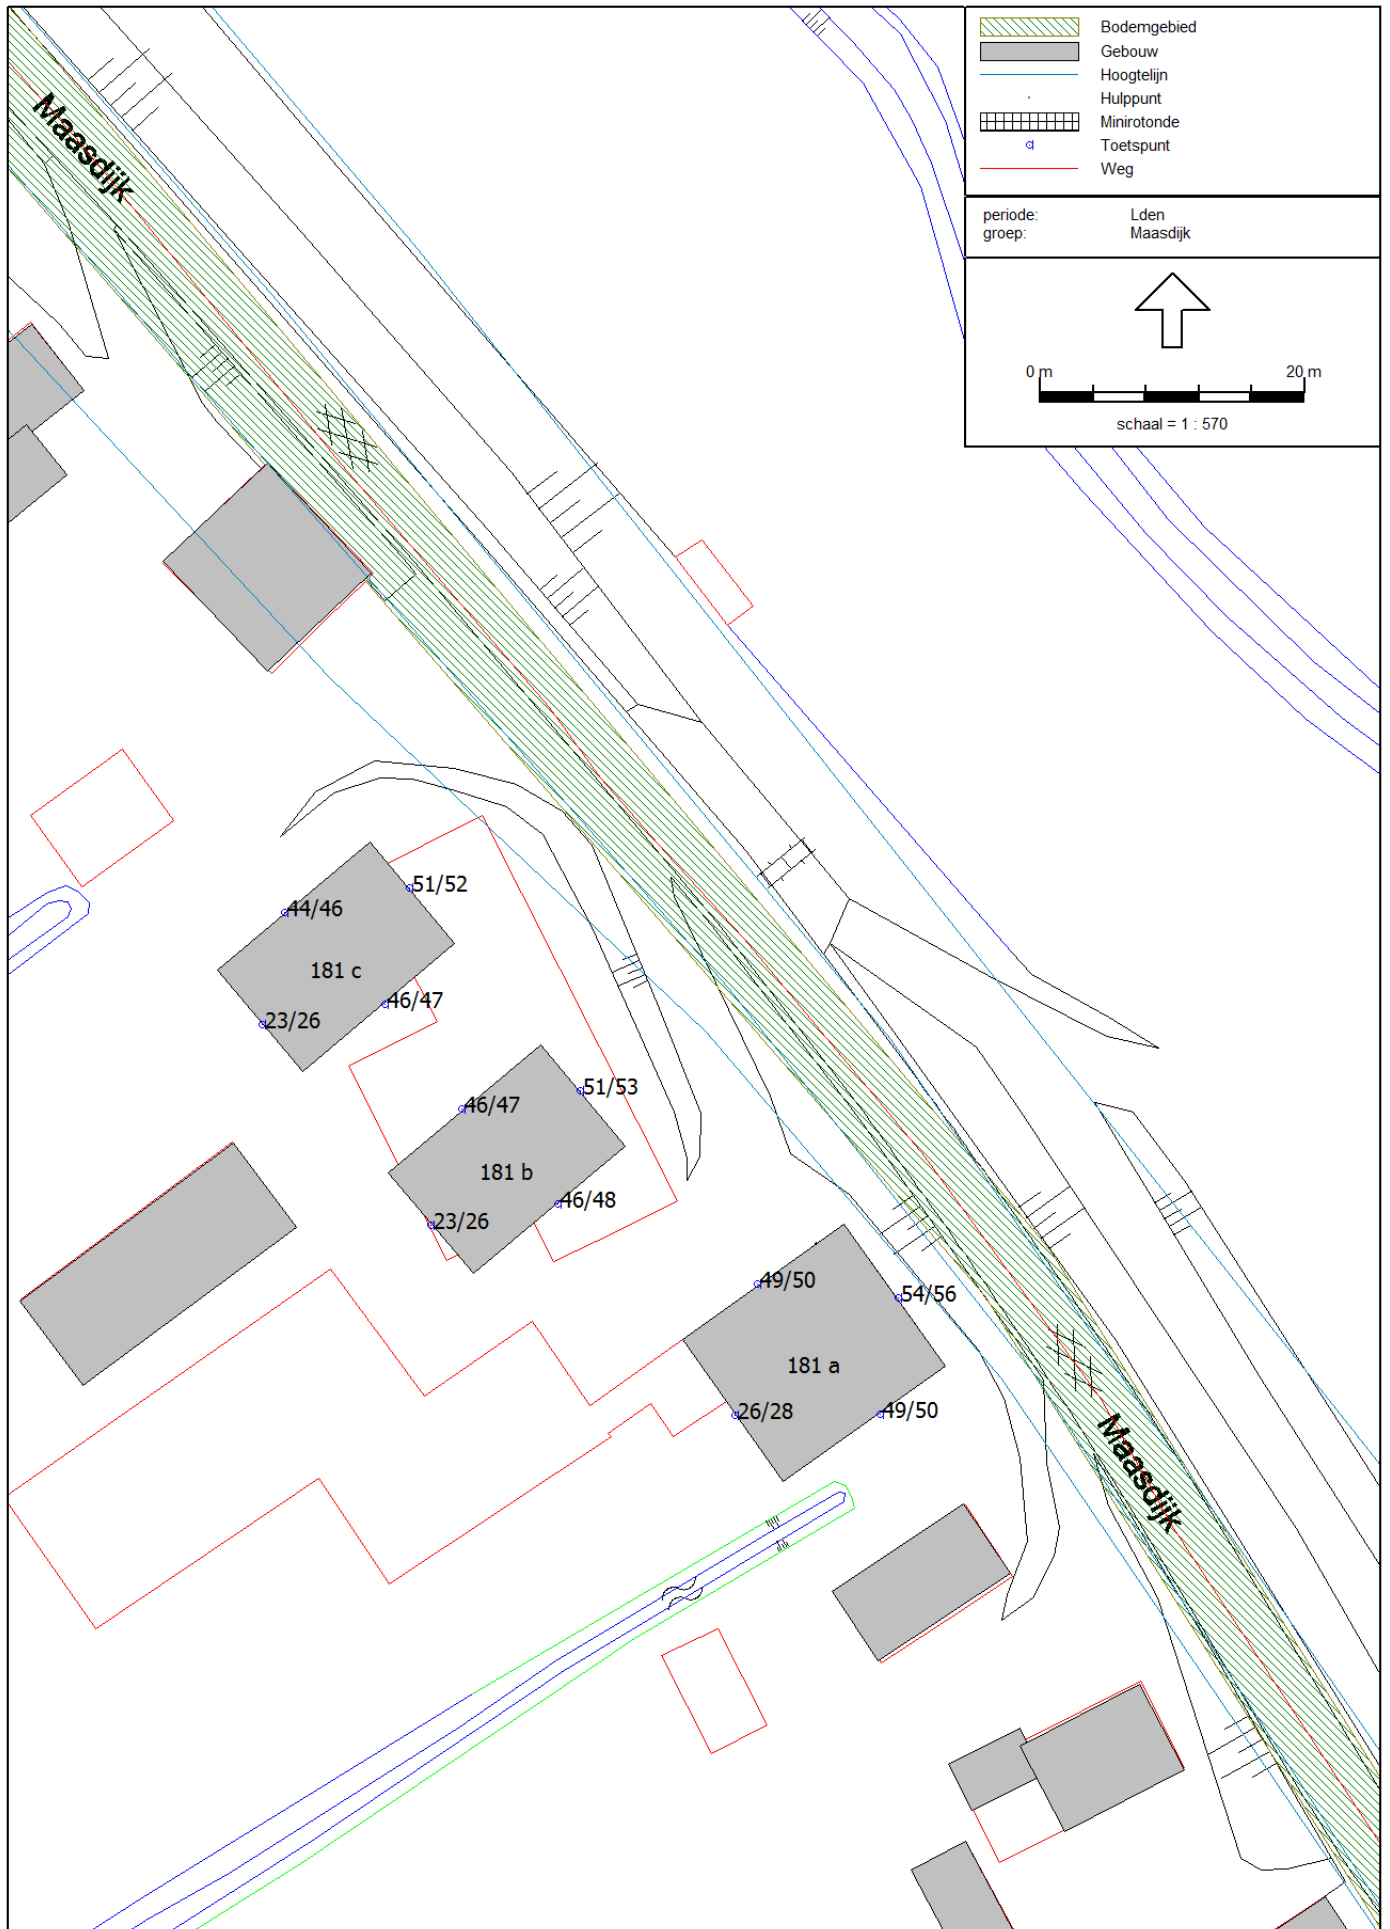 Bodemgebied
Gebouw
Hoogtelijn
Hulppunt
Minirotonde
Toetspunt
Weg
periode: Lden
groep: Maasdijk
0 m 20 m
schaal = 1 : 570
Maasdijk
51/52
44/46
181 c
46/47
23/26
51/53
46/47
181 b
46/48
23/26
49/50
54/56
181 a
26/28
49/50
Maasdijk